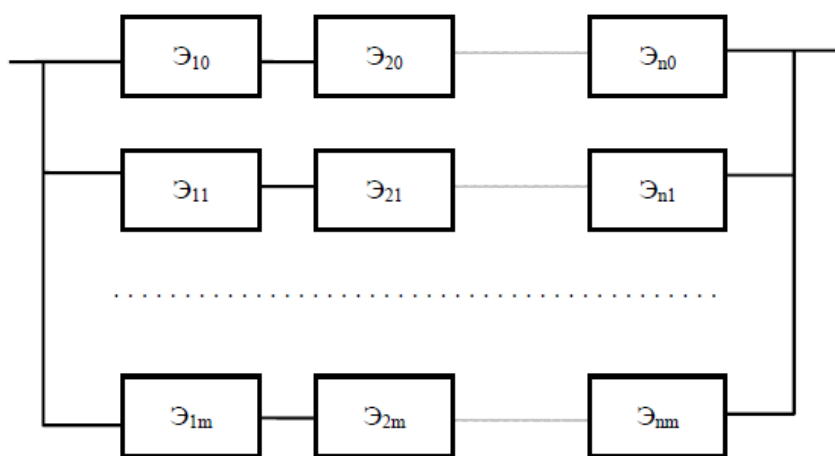 Э₁₀ Э₂₀ Эₙ₀
Э₁₁ Э₂₁ Эₙ₁
. . . . . . . . . . . . . . . . . . . . . . . . . . . . . . . . . . . . . . . . . . .
Э₁ₘ Э₂ₘ Эₙₘ